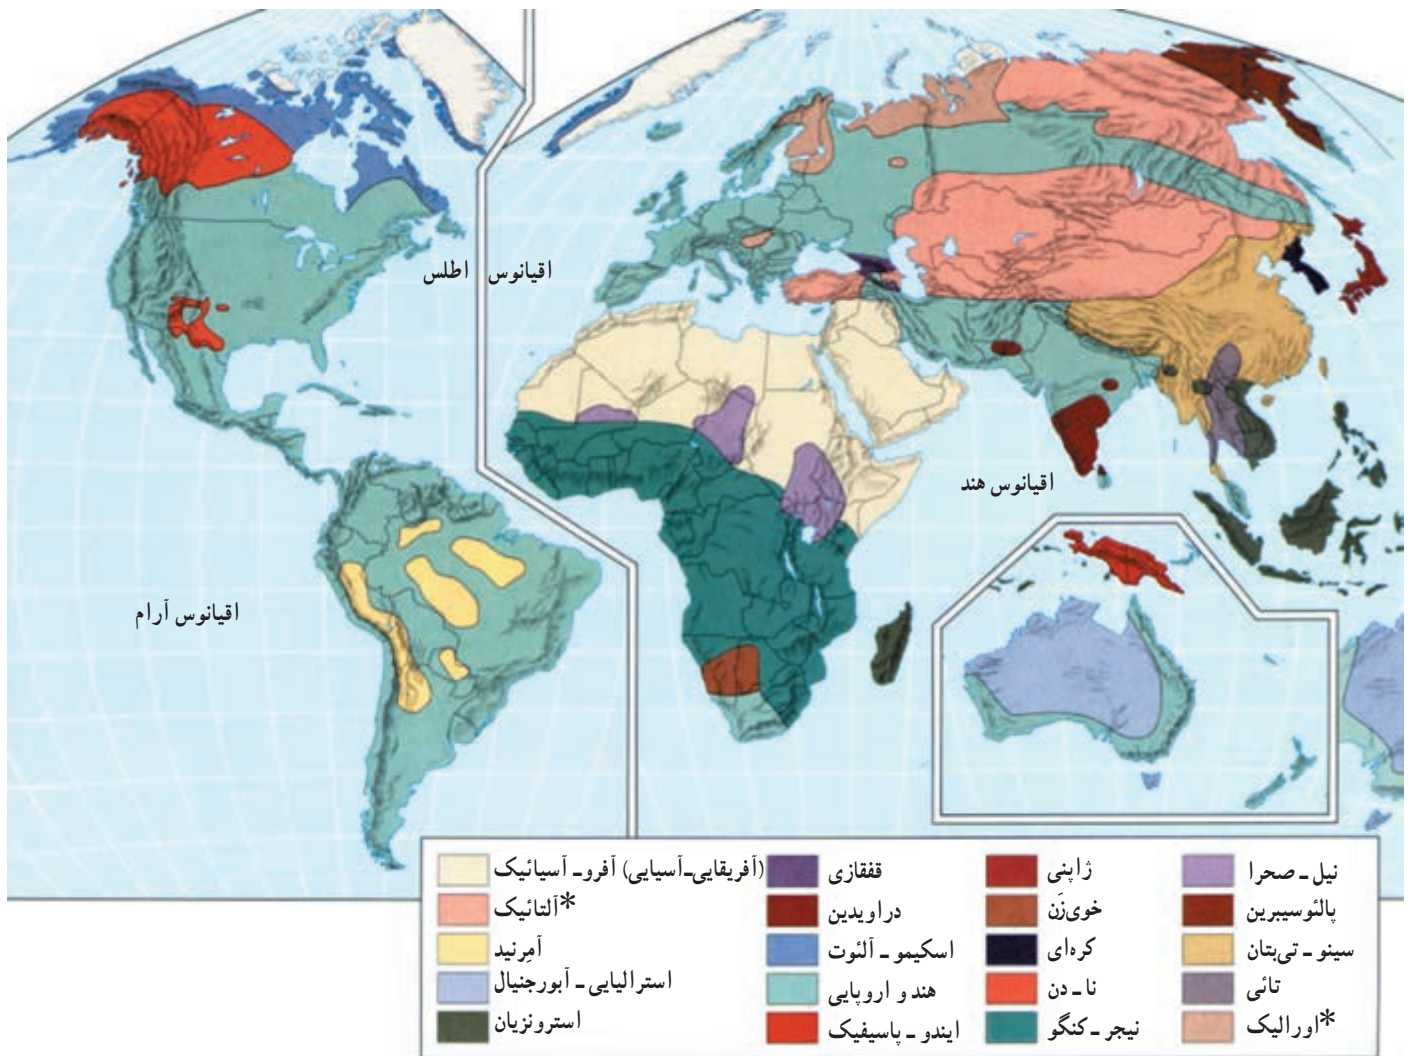 اقیانوس اطلس
اقیانوس هند
اقیانوس آرام
نیل ـ صحرا
ژاپنی
قفقازی
(آفریقایی‌ـ‌آسیایی) آفرو‌ـ آسیائیک
پالئوسیبرین
خوی‌زَن
دراویدین
*آلتائیک
سینو ـ تی‌بتان
کره‌ای
اسکیمو ـ آلئوت
آمِرنید
تائی
نا ـ دن
هند و اروپایی
استرالیایی ـ آبورجنیال
*اورالیک
نیجر ـ کنگو
ایندو ـ پاسیفیک
استرونزیان